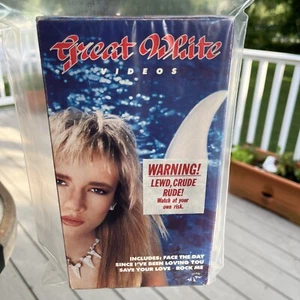 Great White
VIDEOS
WARNING!
LEWD, CRUDE
RUDE!
Watch at your
own risk.
INCLUDES: FACE THE DAY
SINCE I'VE BEEN LOVING YOU
SAVE YOUR LOVE · ROCK ME